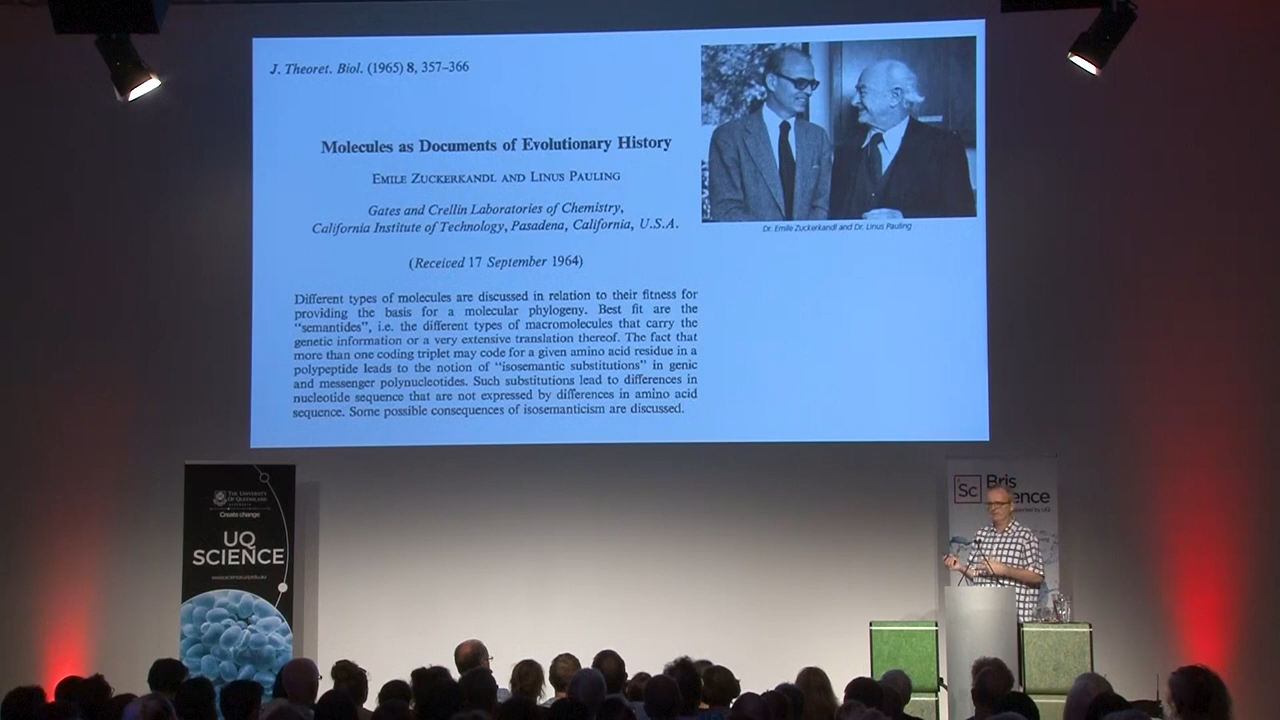 J. Theoret. Biol. (1965) 8, 357–366
Molecules as Documents of Evolutionary History
EMILE ZUCKERKANDL AND LINUS PAULING
Gates and Crellin Laboratories of Chemistry,
California Institute of Technology, Pasadena, California, U.S.A.
(Received 17 September 1964)
Different types of molecules are discussed in relation to their fitness for
providing the basis for a molecular phylogeny. Best fit are the
“semantides”, i.e. the different types of macromolecules that carry the
genetic information or a very extensive translation thereof. The fact that
more than one coding triplet may code for a given amino acid residue in a
polypeptide leads to the notion of “isosemantic substitutions” in genic
and messenger polynucleotides. Such substitutions lead to differences in
nucleotide sequence that are not expressed by differences in amino acid
sequence. Some possible consequences of isosemanticism are discussed.
Dr. Emile Zuckerkandl and Dr. Linus Pauling
THE UNIVERSITY
OF QUEENSLAND
AUSTRALIA
Create change
UQ
SCIENCE
Sc
Bris
ence
by UQ